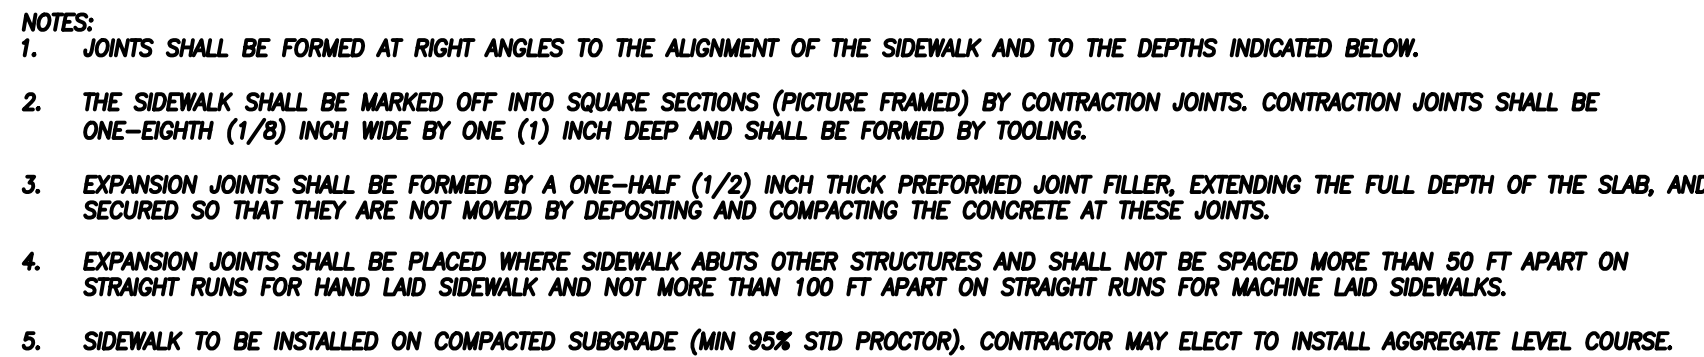 NOTES:
1. JOINTS SHALL BE FORMED AT RIGHT ANGLES TO THE ALIGNMENT OF THE SIDEWALK AND TO THE DEPTHS INDICATED BELOW.
2. THE SIDEWALK SHALL BE MARKED OFF INTO SQUARE SECTIONS (PICTURE FRAMED) BY CONTRACTION JOINTS. CONTRACTION JOINTS SHALL BE
ONE-EIGHTH (1/8) INCH WIDE BY ONE (1) INCH DEEP AND SHALL BE FORMED BY TOOLING.
3. EXPANSION JOINTS SHALL BE FORMED BY A ONE-HALF (1/2) INCH THICK PREFORMED JOINT FILLER, EXTENDING THE FULL DEPTH OF THE SLAB, AND
SECURED SO THAT THEY ARE NOT MOVED BY DEPOSITING AND COMPACTING THE CONCRETE AT THESE JOINTS.
4. EXPANSION JOINTS SHALL BE PLACED WHERE SIDEWALK ABUTS OTHER STRUCTURES AND SHALL NOT BE SPACED MORE THAN 50 FT APART ON
STRAIGHT RUNS FOR HAND LAID SIDEWALK AND NOT MORE THAN 100 FT APART ON STRAIGHT RUNS FOR MACHINE LAID SIDEWALKS.
5. SIDEWALK TO BE INSTALLED ON COMPACTED SUBGRADE (MIN 95% STD PROCTOR). CONTRACTOR MAY ELECT TO INSTALL AGGREGATE LEVEL COURSE.